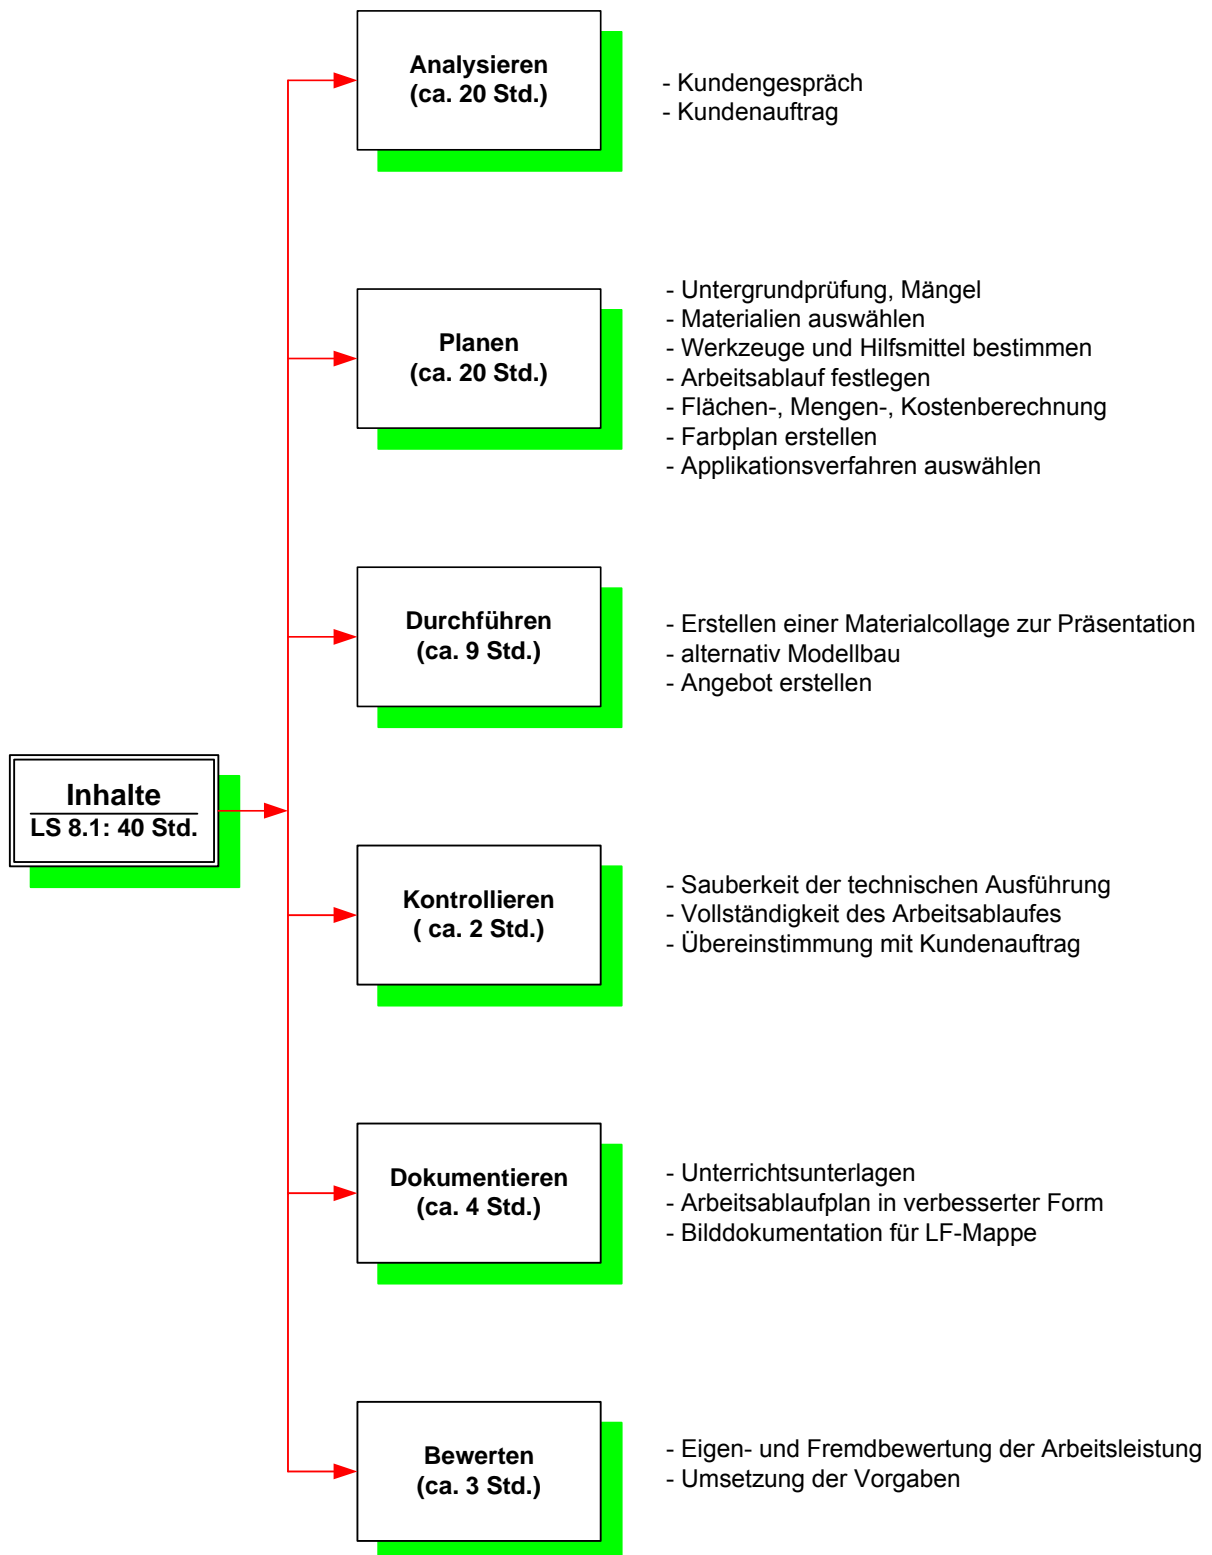 Analysieren
(ca. 20 Std.)
- Kundengespräch
- Kundenauftrag
Planen
(ca. 20 Std.)
- Untergrundprüfung, Mängel
- Materialien auswählen
- Werkzeuge und Hilfsmittel bestimmen
- Arbeitsablauf festlegen
- Flächen-, Mengen-, Kostenberechnung
- Farbplan erstellen
- Applikationsverfahren auswählen
Durchführen
(ca. 9 Std.)
- Erstellen einer Materialcollage zur Präsentation
- alternativ Modellbau
- Angebot erstellen
Inhalte
LS 8.1: 40 Std.
Kontrollieren
( ca. 2 Std.)
- Sauberkeit der technischen Ausführung
- Vollständigkeit des Arbeitsablaufes
- Übereinstimmung mit Kundenauftrag
Dokumentieren
(ca. 4 Std.)
- Unterrichtsunterlagen
- Arbeitsablaufplan in verbesserter Form
- Bilddokumentation für LF-Mappe
Bewerten
(ca. 3 Std.)
- Eigen- und Fremdbewertung der Arbeitsleistung
- Umsetzung der Vorgaben